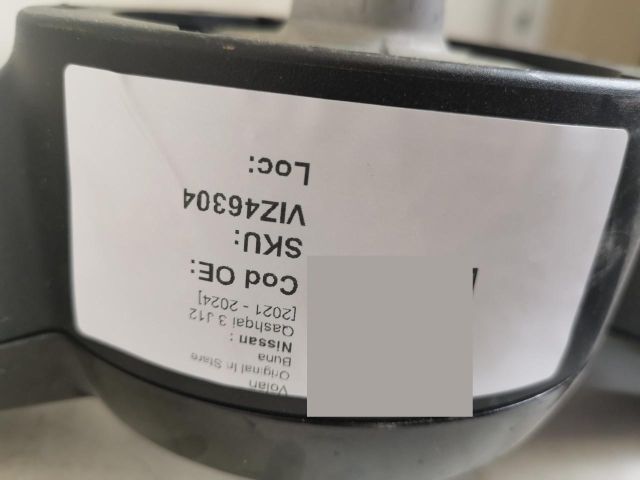 Volan
Original In Stare
Buna
Nissan :
Qashqai 3 J12
[2021 - 2024]
Cod OE:
SKU:
VIZ46304
Loc: